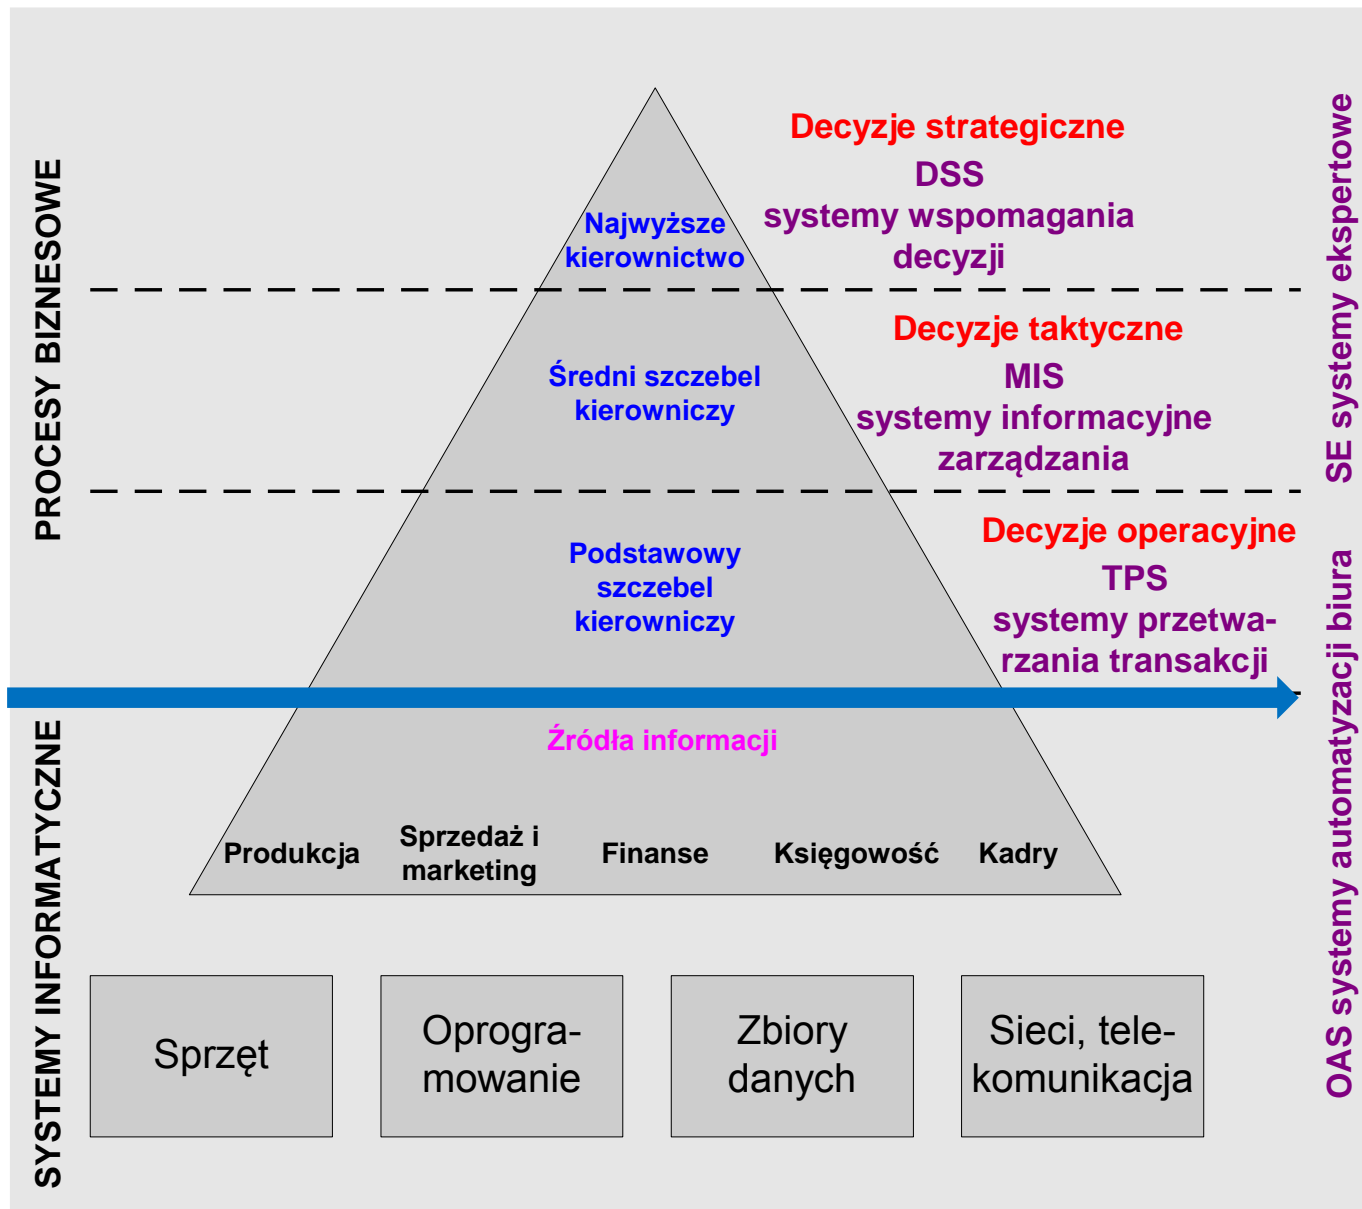 PROCESY BIZNESOWE
Decyzje strategiczne
DSS
systemy wspomagania
decyzji
Najwyższe
kierownictwo
Decyzje taktyczne
MIS
systemy informacyjne
zarządzania
Średni szczebel
kierowniczy
Decyzje operacyjne
TPS
systemy przetwa-
rzania transakcji
Podstawowy
szczebel
kierowniczy
SE systemy ekspertowe
OAS systemy automatyzacji biura
SYSTEMY INFORMATYCZNE
Źródła informacji
Produkcja
Sprzedaż i
marketing
Finanse
Księgowość
Kadry
Sprzęt
Oprogra-
mowanie
Zbiory
danych
Sieci, tele-
komunikacja